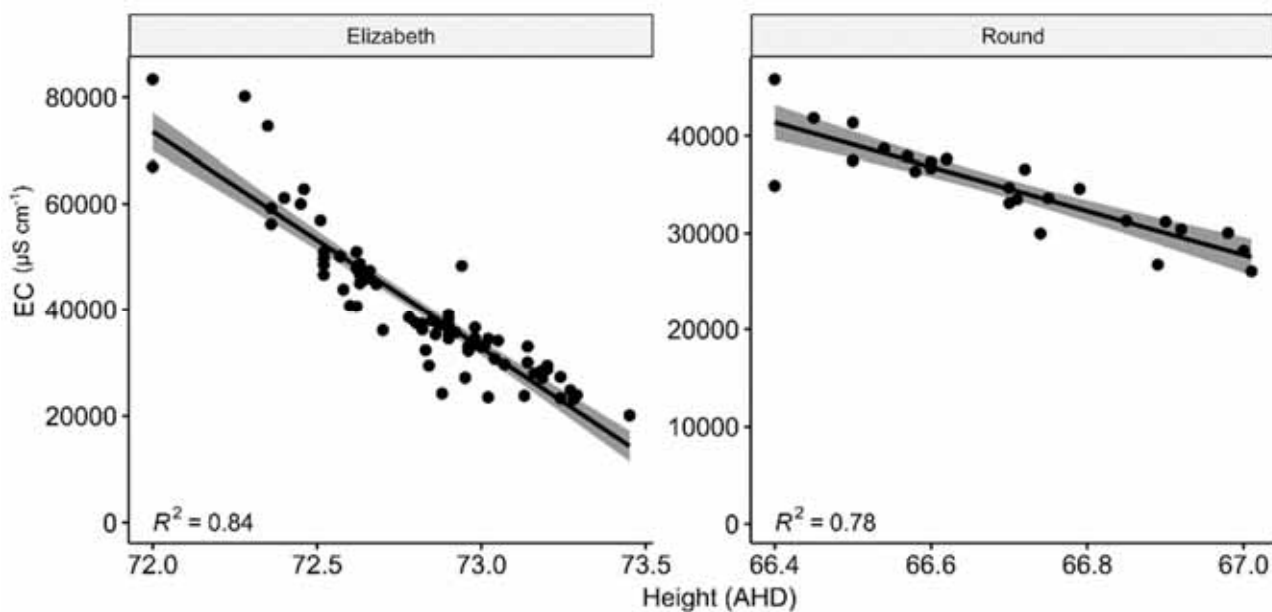 Elizabeth
Round
EC (µS cm⁻¹)
80000
60000
40000
20000
0
40000
30000
20000
10000
0
R² = 0.84
R² = 0.78
72.0 72.5 73.0 73.5
66.4 66.6 66.8 67.0
Height (AHD)